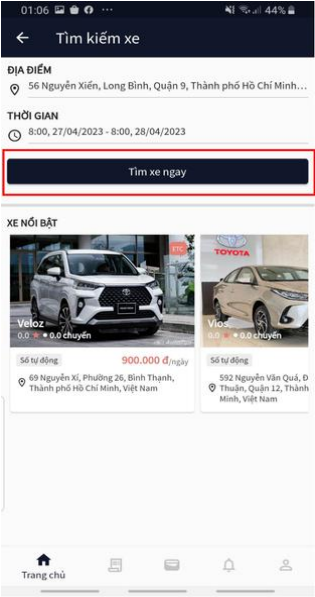 01:06
44%
Tìm kiếm xe
ĐỊA ĐIỂM
56 Nguyễn Xiển, Long Bình, Quận 9, Thành phố Hồ Chí Minh...
THỜI GIAN
8:00, 27/04/2023 - 8:00, 28/04/2023
Tìm xe ngay
XE NỔI BẬT
ETC
Veloz
0.0 ★ • 0.0 chuyến
Số tự động
900.000 đ/ngày
69 Nguyễn Xí, Phường 26, Bình Thạnh,
Thành phố Hồ Chí Minh, Việt Nam
TOYOTA
Vios
0.0 ★ • 0.0 chuyến
Số tự động
592 Nguyễn Văn Quá, Đ
Thuận, Quận 12, Thành
Minh, Việt Nam
Trang chủ